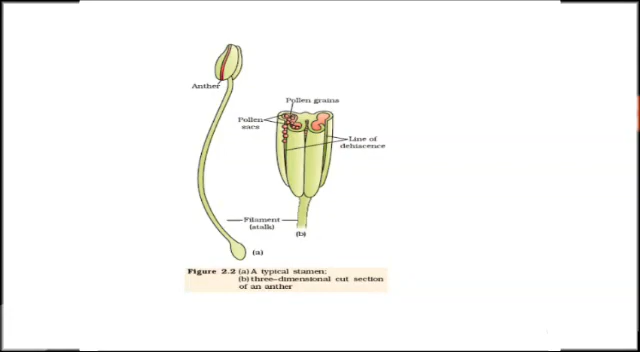 Anther
Pollen grains
Pollen
sacs
Line of
dehiscence
Filament
(stalk)
(b)
(a)
Figure 2.2 (a) A typical stamen;
(b) three–dimensional cut section
of an anther